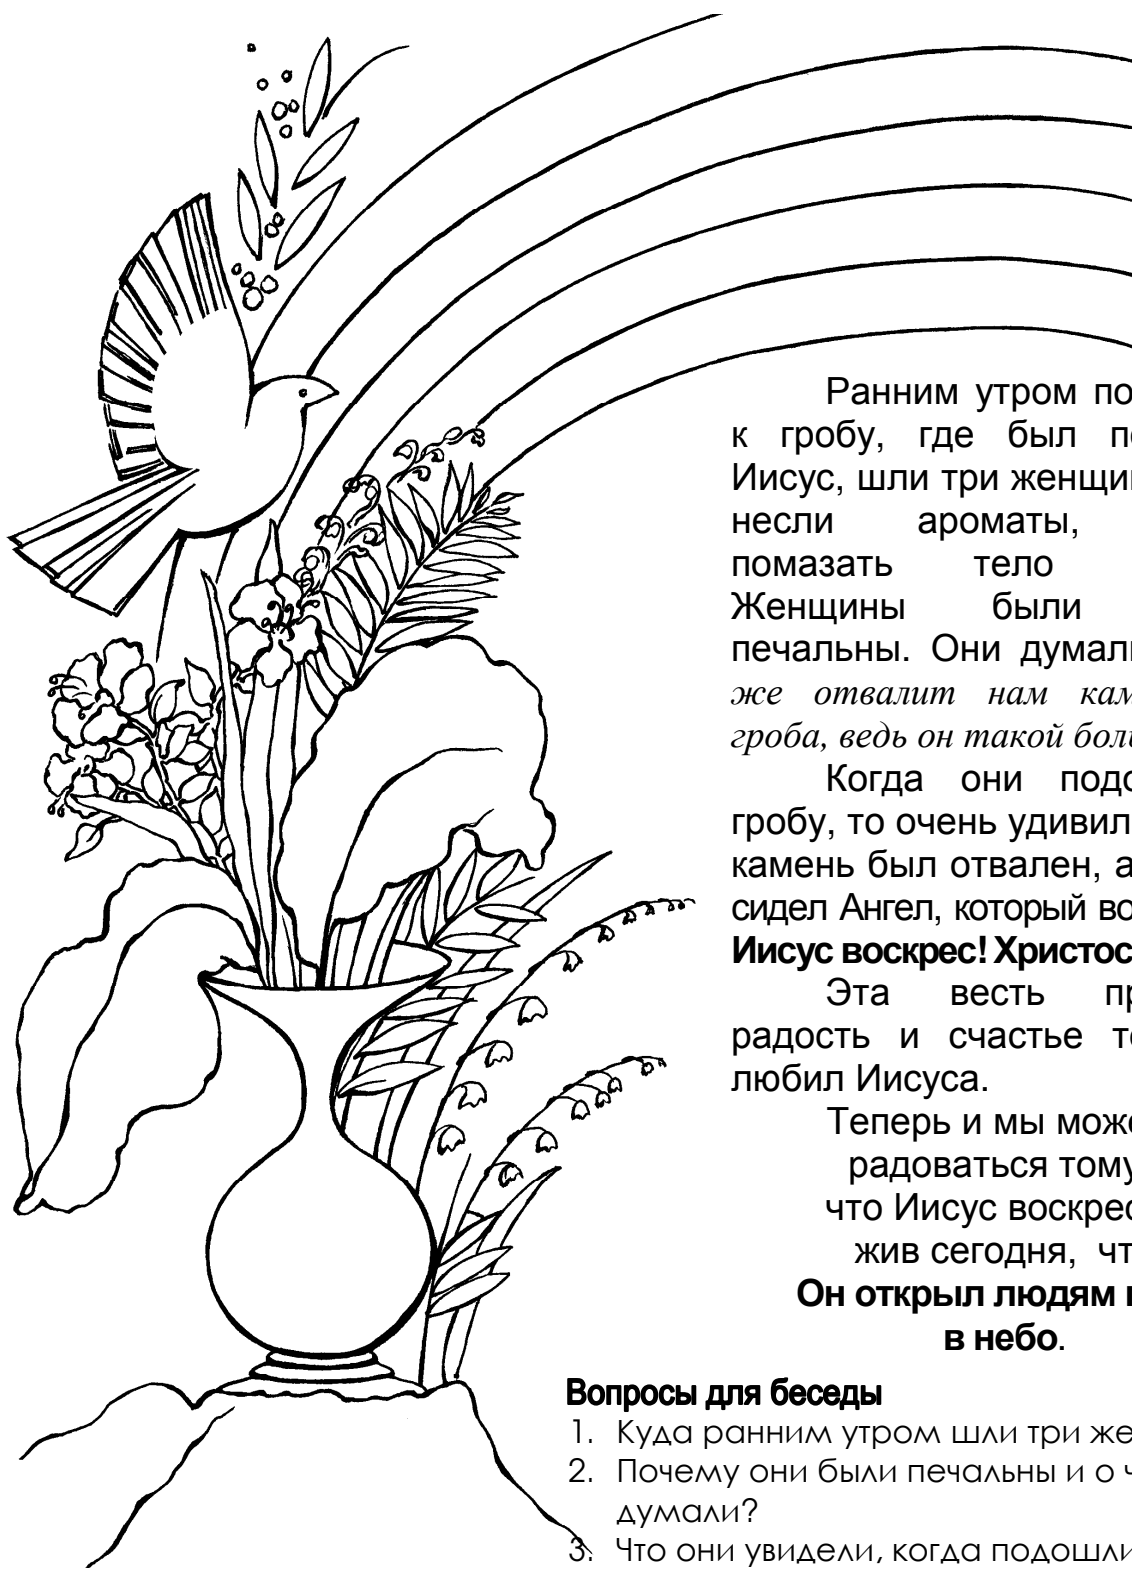 Ранним утром по
к гробу, где был по
Иисус, шли три женщи
несли ароматы,
помазать тело
Женщины были
печальны. Они думал
же отвалит нам кам
гроба, ведь он такой бол
Когда они подо
гробу, то очень удивил
камень был отвален, а
сидел Ангел, который во
Иисус воскрес! Христос
Эта весть пр
радость и счастье то
любил Иисуса.
Теперь и мы може
радоваться тому
что Иисус воскрес
жив сегодня, чт
Он открыл людям
в небо.
Вопросы для беседы
1. Куда ранним утром шли три же
2. Почему они были печальны и о ч
думали?
3. Что они увидели, когда подошли